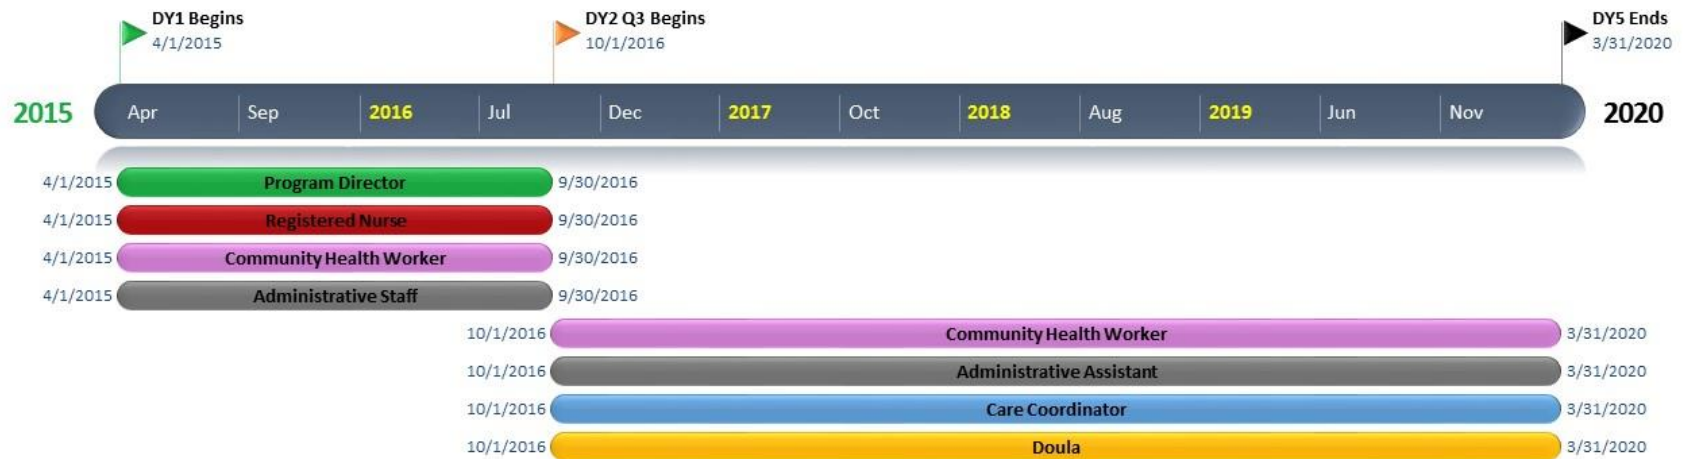 DY1 Begins
4/1/2015
DY2 Q3 Begins
10/1/2016
DY5 Ends
3/31/2020
2015 Apr Sep 2016 Jul Dec 2017 Oct 2018 Aug 2019 Jun Nov 2020
4/1/2015 Program Director 9/30/2016
4/1/2015 Registered Nurse 9/30/2016
4/1/2015 Community Health Worker 9/30/2016
4/1/2015 Administrative Staff 9/30/2016
10/1/2016 Community Health Worker 3/31/2020
10/1/2016 Administrative Assistant 3/31/2020
10/1/2016 Care Coordinator 3/31/2020
10/1/2016 Doula 3/31/2020